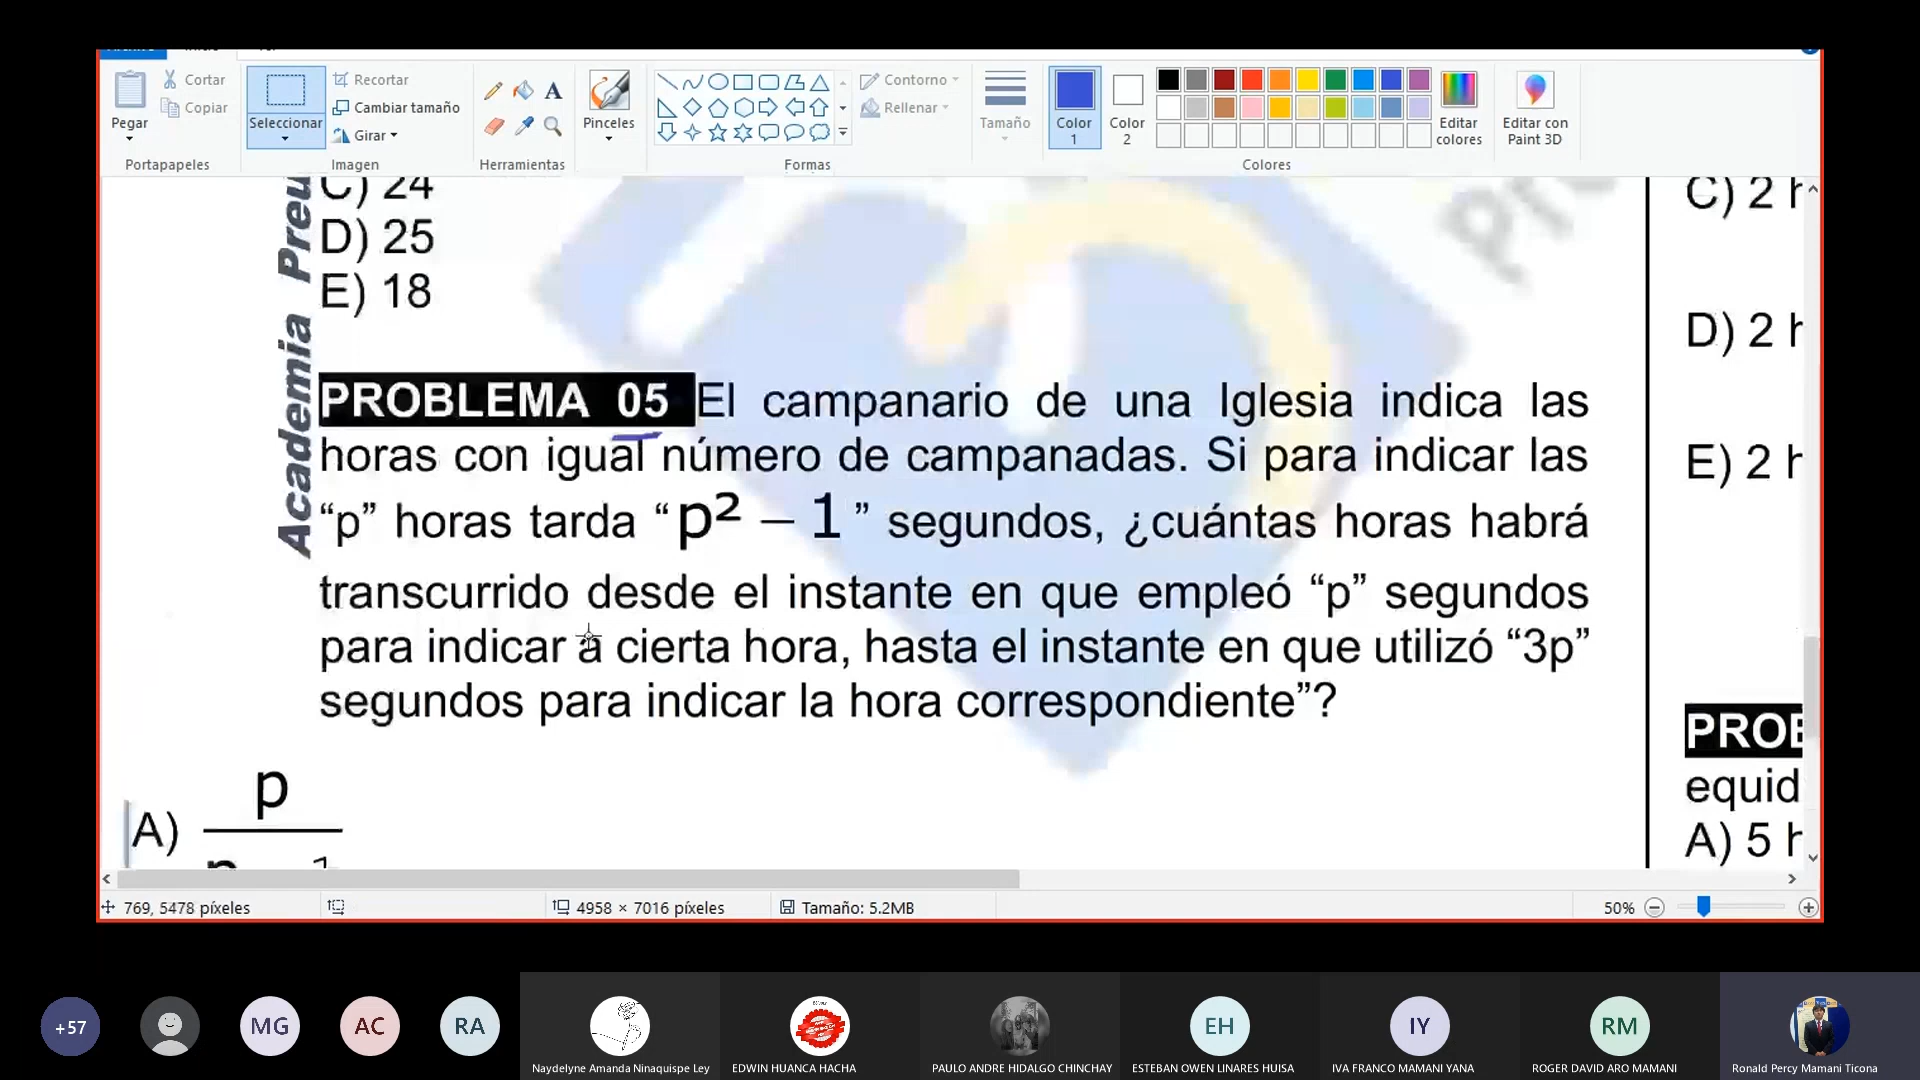 Cortar
Copiar
Pegar
Portapapeles
Seleccionar
Recortar
Cambiar tamaño
Girar
Imagen
A
Herramientas
Pinceles
Formas
Contorno
Rellenar
Tamaño
Color
1
Color
2
Colores
Editar
colores
Editar con
Paint 3D
Academia Preu
C) 24
D) 25
E) 18
PROBLEMA 05 El campanario de una Iglesia indica las
horas con igual número de campanadas. Si para indicar las
“p” horas tarda “p² – 1” segundos, ¿cuántas horas habrá
transcurrido desde el instante en que empleó “p” segundos
para indicar a cierta hora, hasta el instante en que utilizó “3p”
segundos para indicar la hora correspondiente”?
A) p
C) 2 h
D) 2 h
E) 2 h
PROB
equid
A) 5 h
769, 5478 píxeles
4958 × 7016 píxeles
Tamaño: 5.2MB
50%
+57
MG
AC
RA
Naydelyne Amanda Ninaquispe Ley
EDWIN HUANCA HACHA
PAULO ANDRE HIDALGO CHINCHAY
EH
ESTEBAN OWEN LINARES HUISA
IY
IVA FRANCO MAMANI YANA
RM
ROGER DAVID ARO MAMANI
Ronald Percy Mamani Ticona